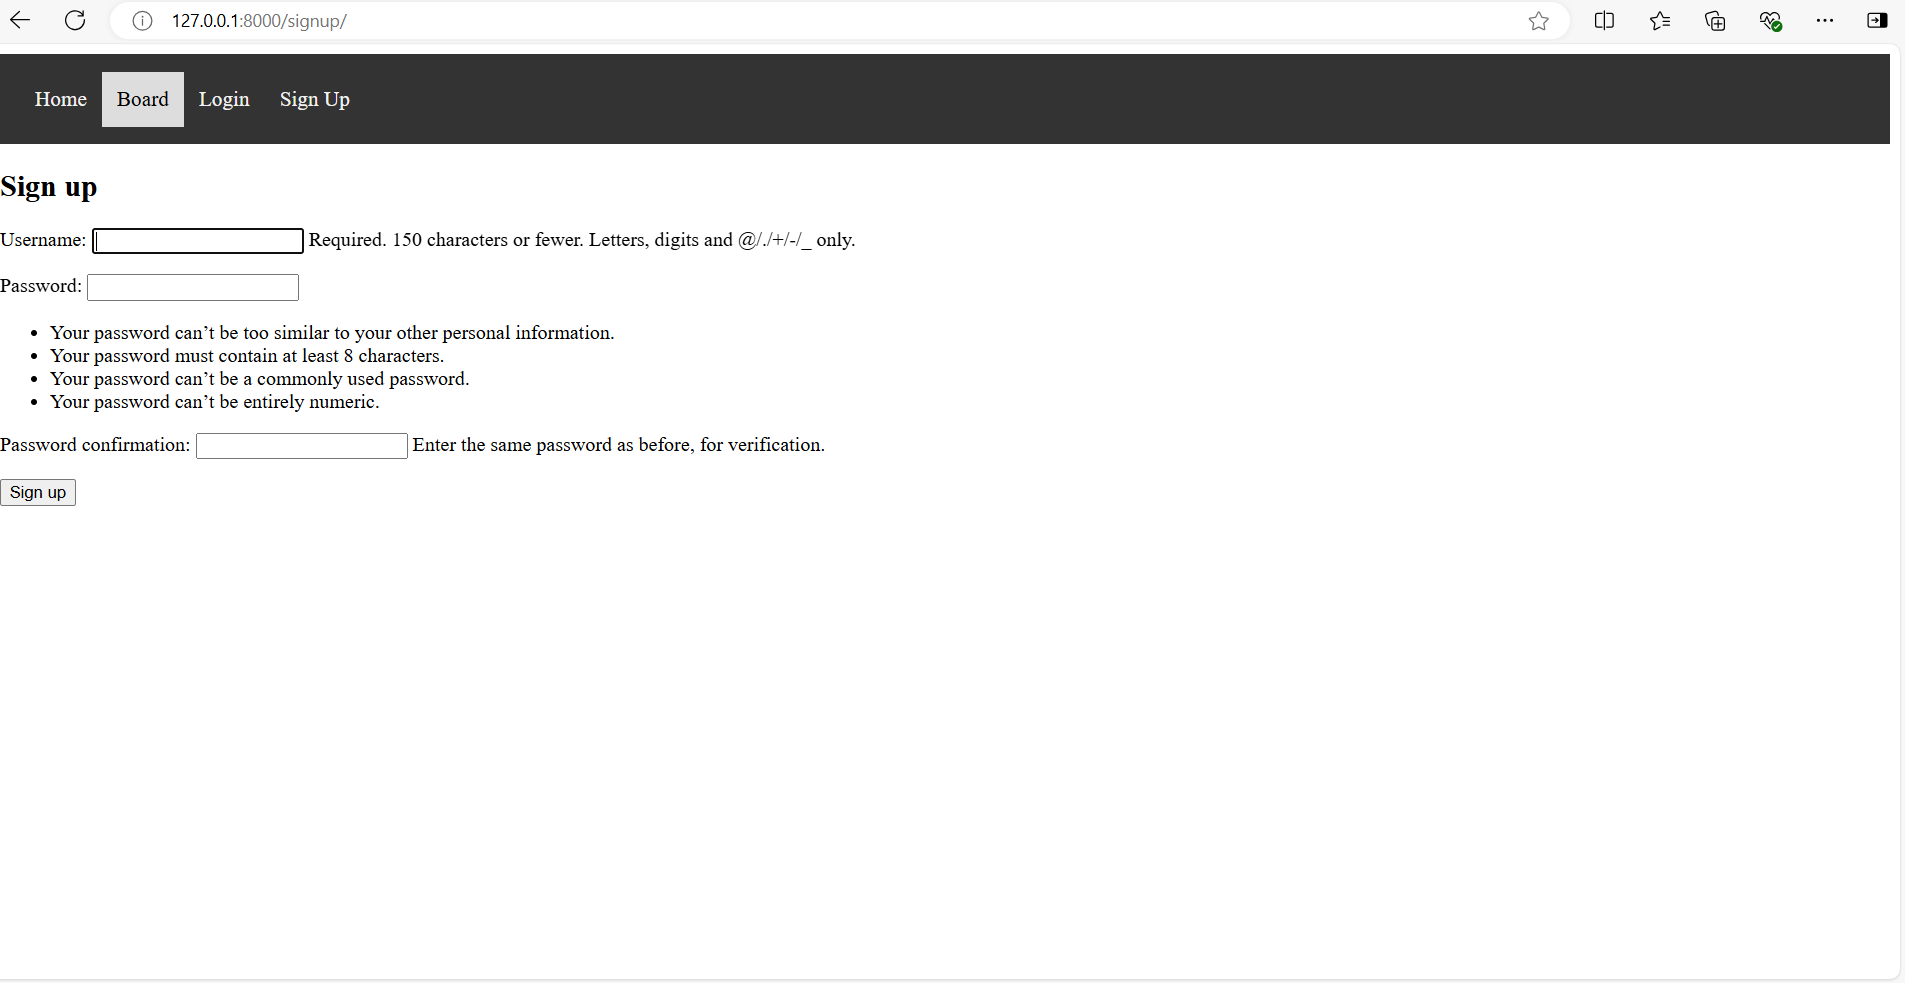 127.0.0.1:8000/signup/
Home Board Login Sign Up
Sign up
Username: Required. 150 characters or fewer. Letters, digits and @/./+/-/_ only.
Password:
• Your password can’t be too similar to your other personal information.
• Your password must contain at least 8 characters.
• Your password can’t be a commonly used password.
• Your password can’t be entirely numeric.
Password confirmation: Enter the same password as before, for verification.
Sign up